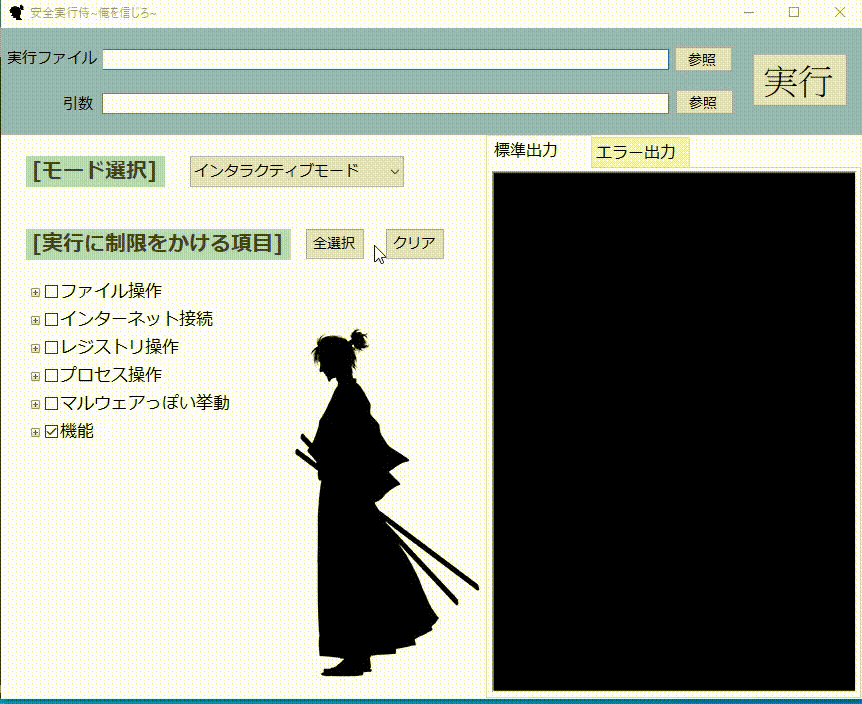 安全実行侍~俺を信じろ~
実行ファイル
参照
引数
参照
実行
[モード選択]
インタラクティブモード
標準出力
エラー出力
[実行に制限をかける項目]
全選択
クリア
ファイル操作
インターネット接続
レジストリ操作
プロセス操作
マルウェアっぽい挙動
機能